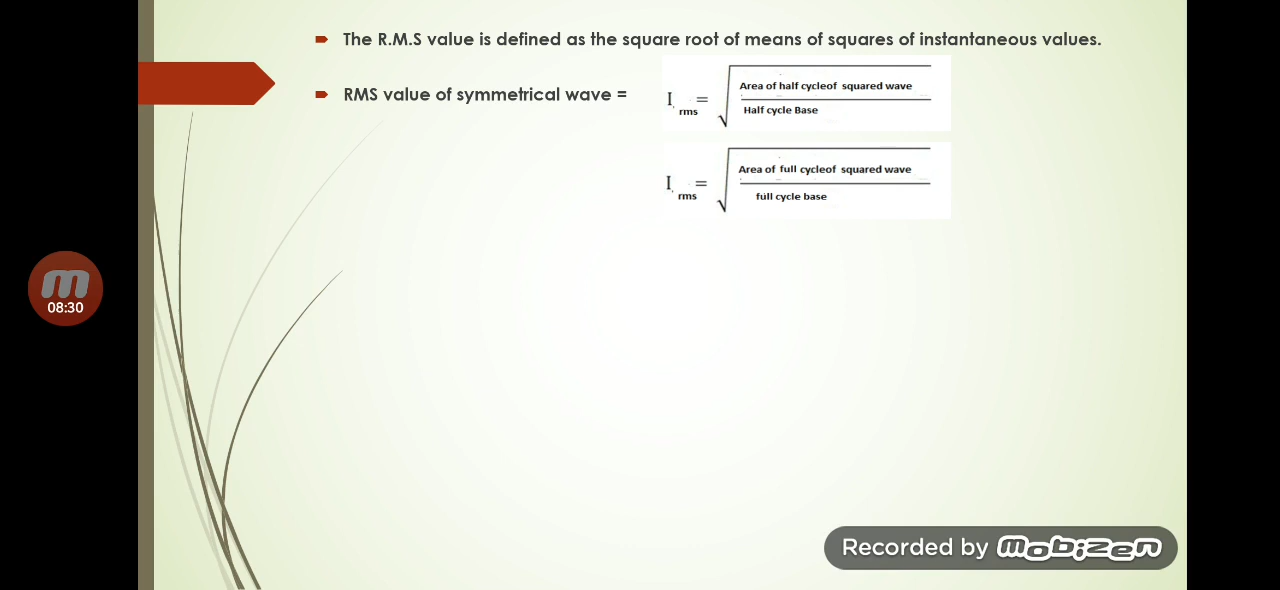 The R.M.S value is defined as the square root of means of squares of instantaneous values.
RMS value of symmetrical wave =
I rms = √ Area of half cycleof squared wave
Half cycle Base
I rms = √ Area of full cycleof squared wave
full cycle base
08:30
Recorded by mobizen